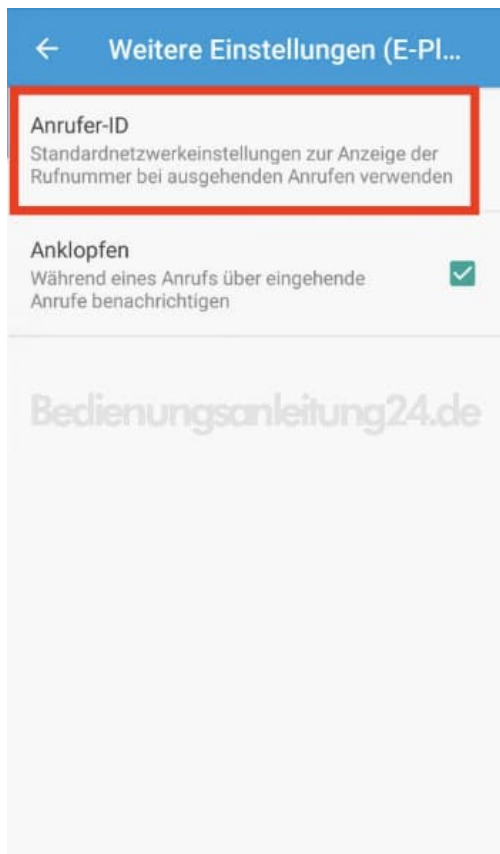 Weitere Einstellungen (E-Pl...
Anrufer-ID
Standardnetzwerkeinstellungen zur Anzeige der
Rufnummer bei ausgehenden Anrufen verwenden
Anklopfen
Während eines Anrufs über eingehende
Anrufe benachrichtigen
Bedienungsanleitung24.de